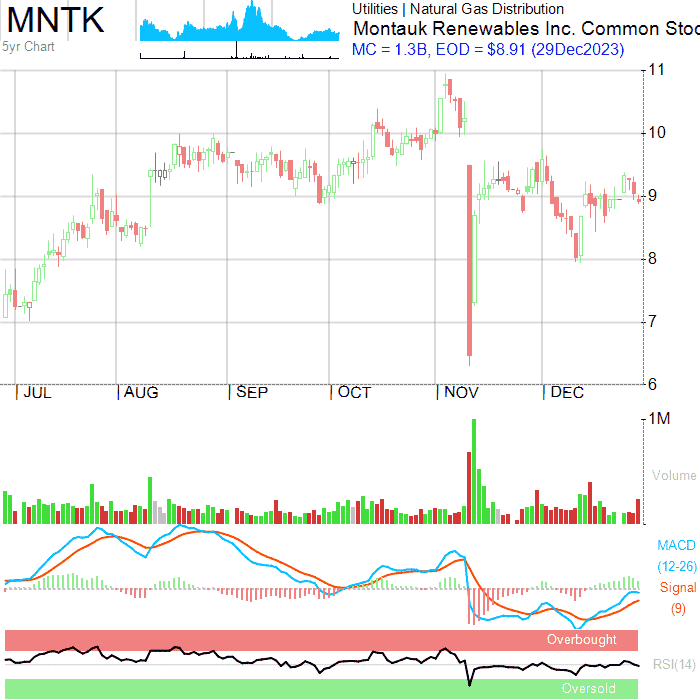 MNTK
5yr Chart
Utilities | Natural Gas Distribution
Montauk Renewables Inc. Common Stoc
MC = 1.3B, EOD = $8.91 (29Dec2023)
11
10
9
8
7
6
JUL AUG SEP OCT NOV DEC
1M
Volume
MACD
(12-26)
Signal
(9)
Overbought
RSI(14)
Oversold